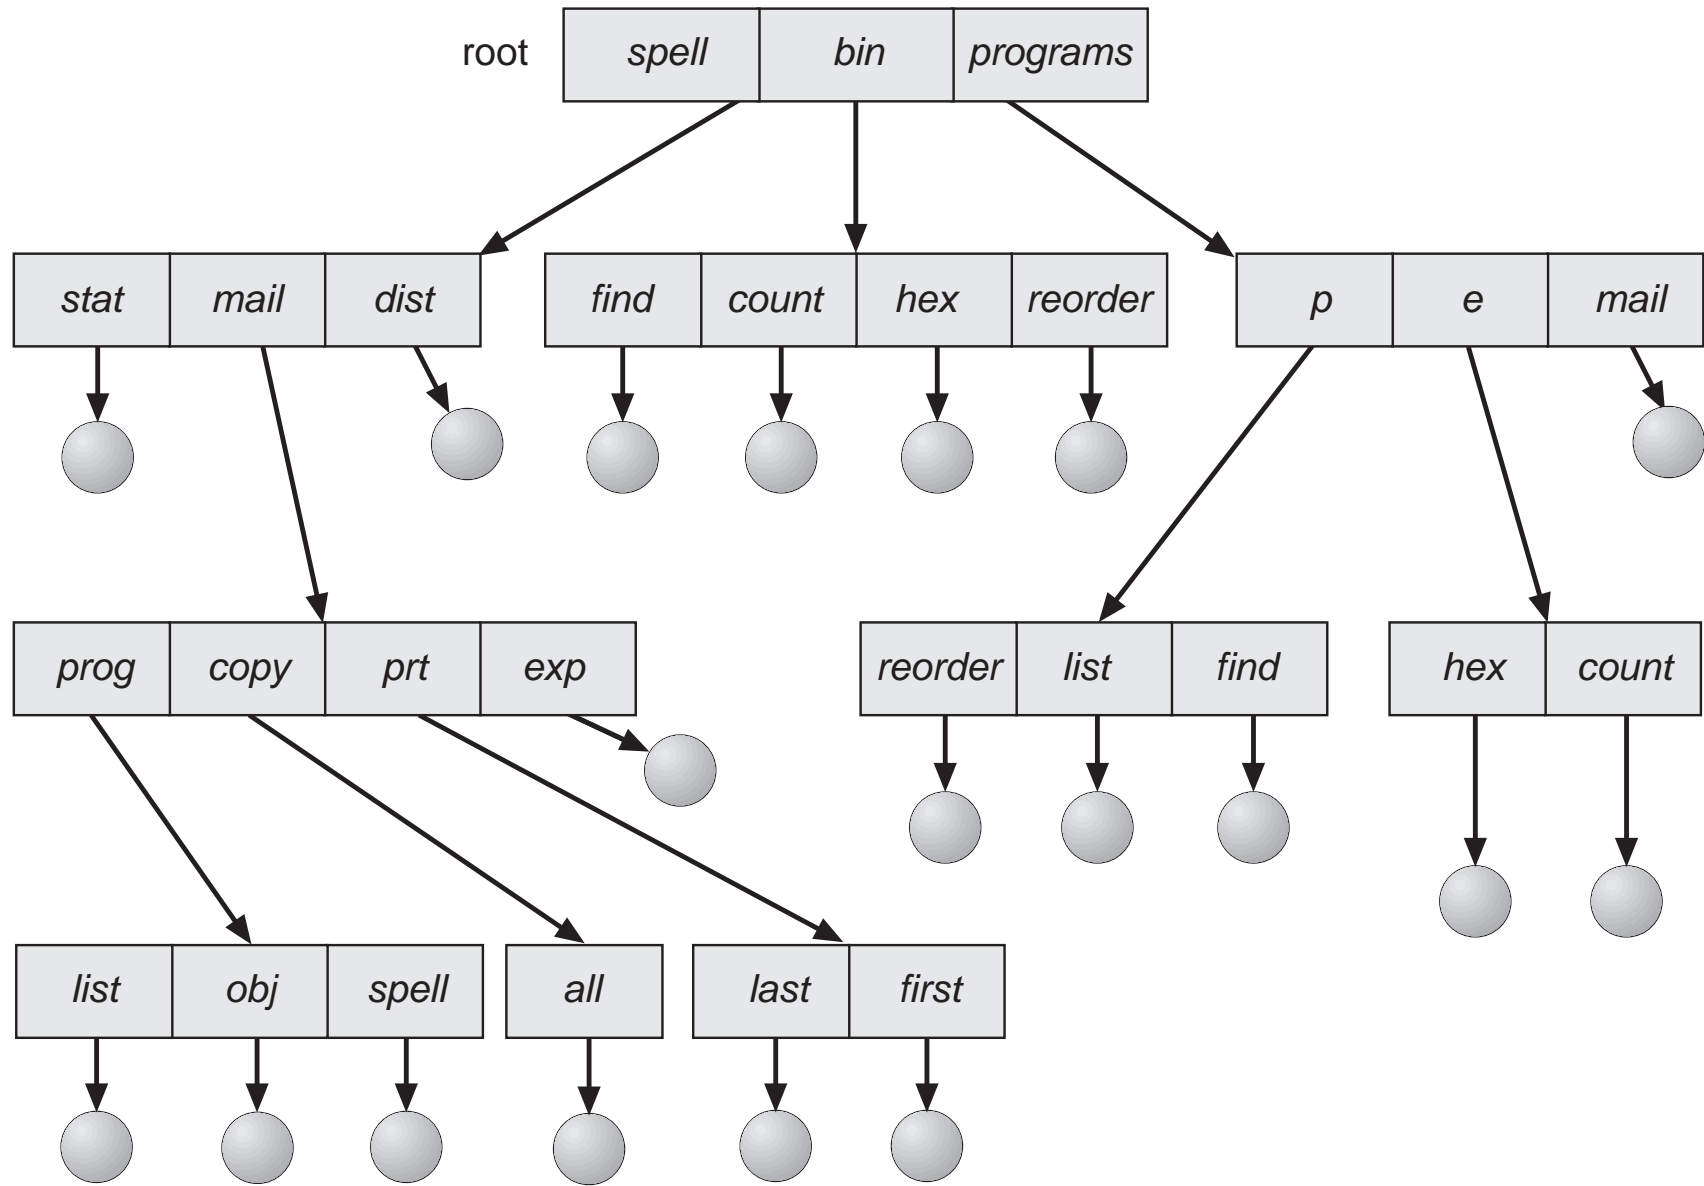 root spell bin programs
stat mail dist find count hex reorder p e mail
prog copy prt exp reorder list find hex count
list obj spell all last first